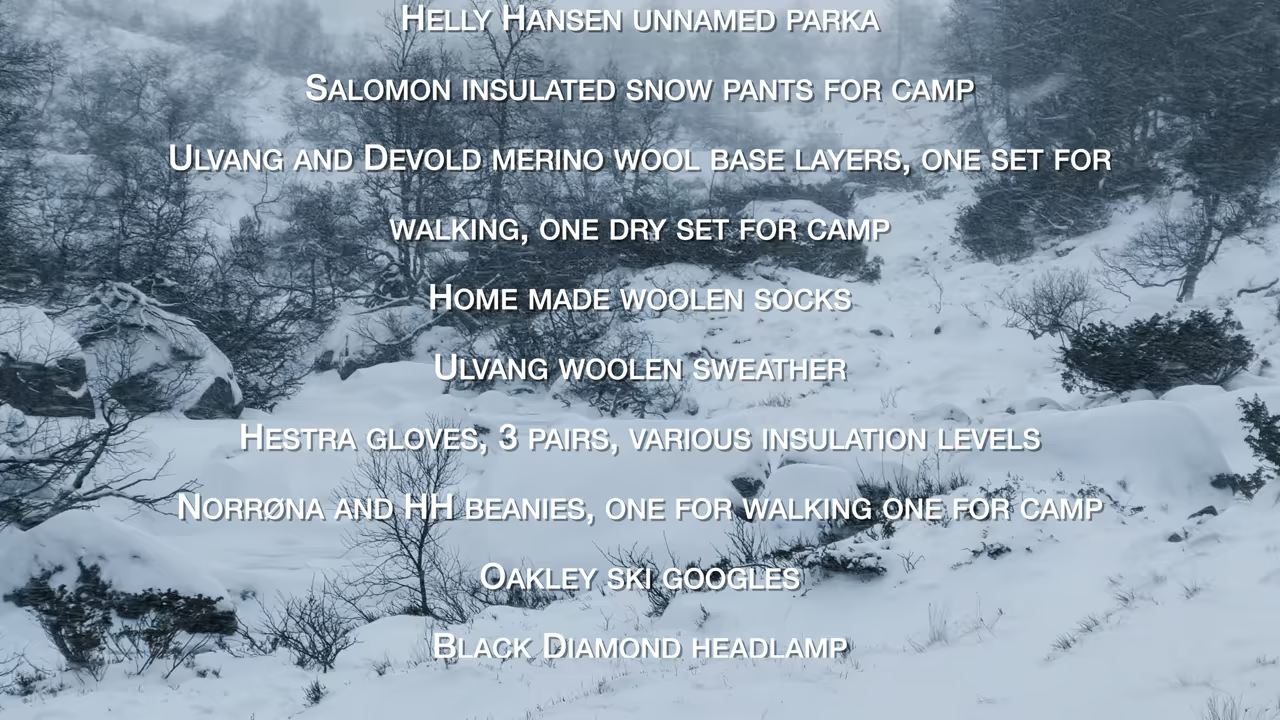 Helly Hansen unnamed parka
Salomon insulated snow pants for camp
Ulvang and Devold merino wool base layers, one set for
walking, one dry set for camp
Home made woolen socks
Ulvang woolen sweather
Hestra gloves, 3 pairs, various insulation levels
Norrøna and HH beanies, one for walking one for camp
Oakley ski googles
Black Diamond headlamp